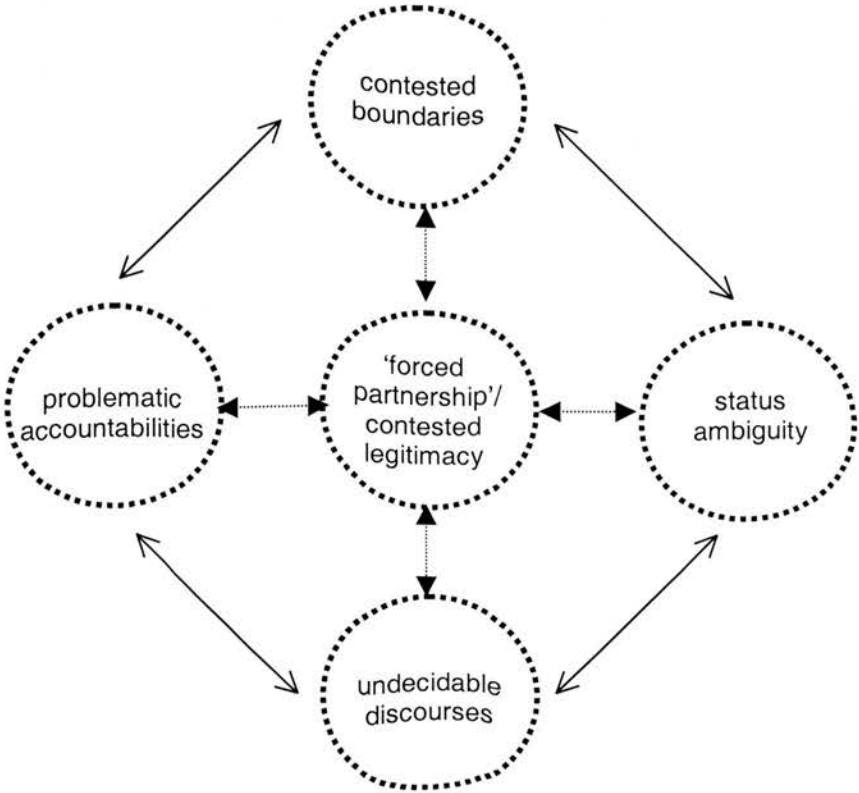 contested
boundaries
problematic
accountabilities
'forced
partnership'/
contested
legitimacy
status
ambiguity
undecidable
discourses